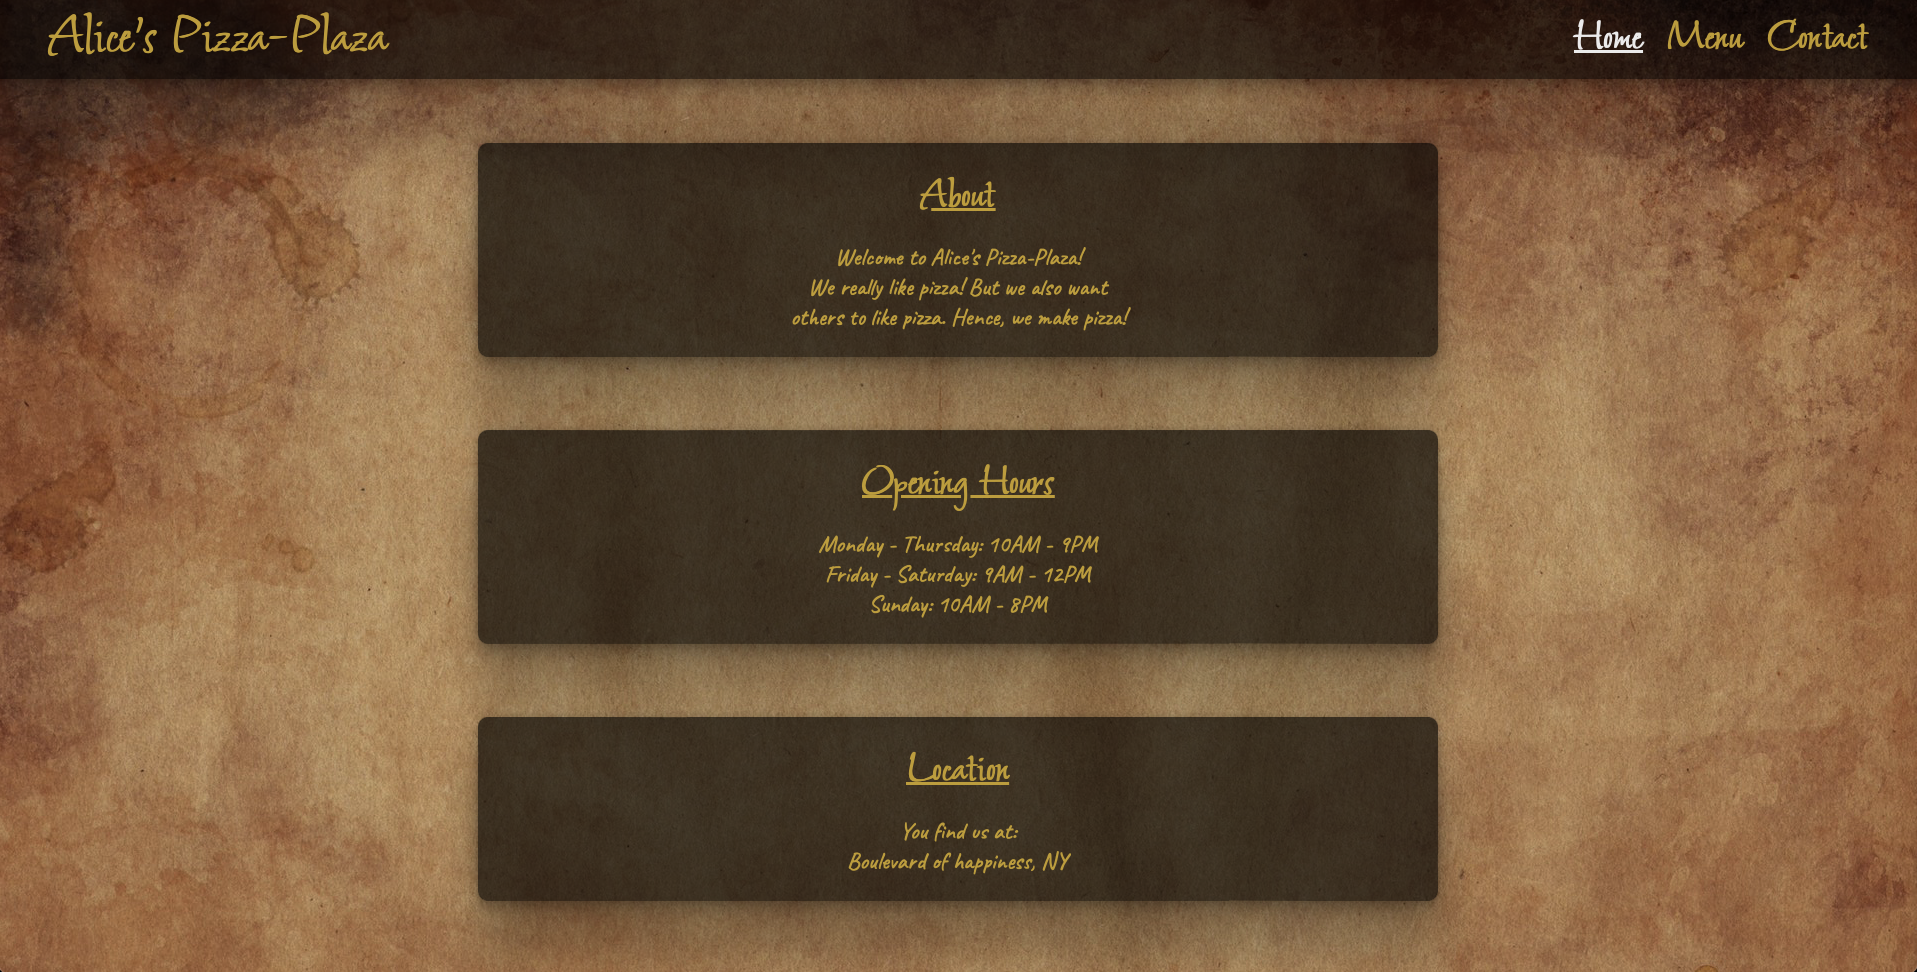 Alice's Pizza-Plaza
Home Menu Contact
About
Welcome to Alice's Pizza-Plaza!
We really like pizza! But we also want
others to like pizza. Hence, we make pizza!
Opening Hours
Monday - Thursday: 10AM - 9PM
Friday - Saturday: 9AM - 12PM
Sunday: 10AM - 8PM
Location
You find us at:
Boulevard of happiness, NY